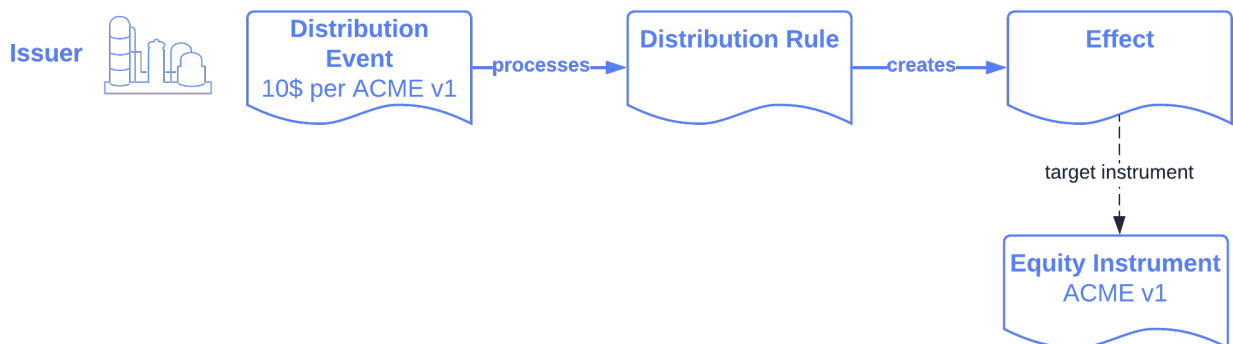 Issuer
Distribution
Event
10$ per ACME v1
processes
Distribution Rule
creates
Effect
target instrument
Equity Instrument
ACME v1